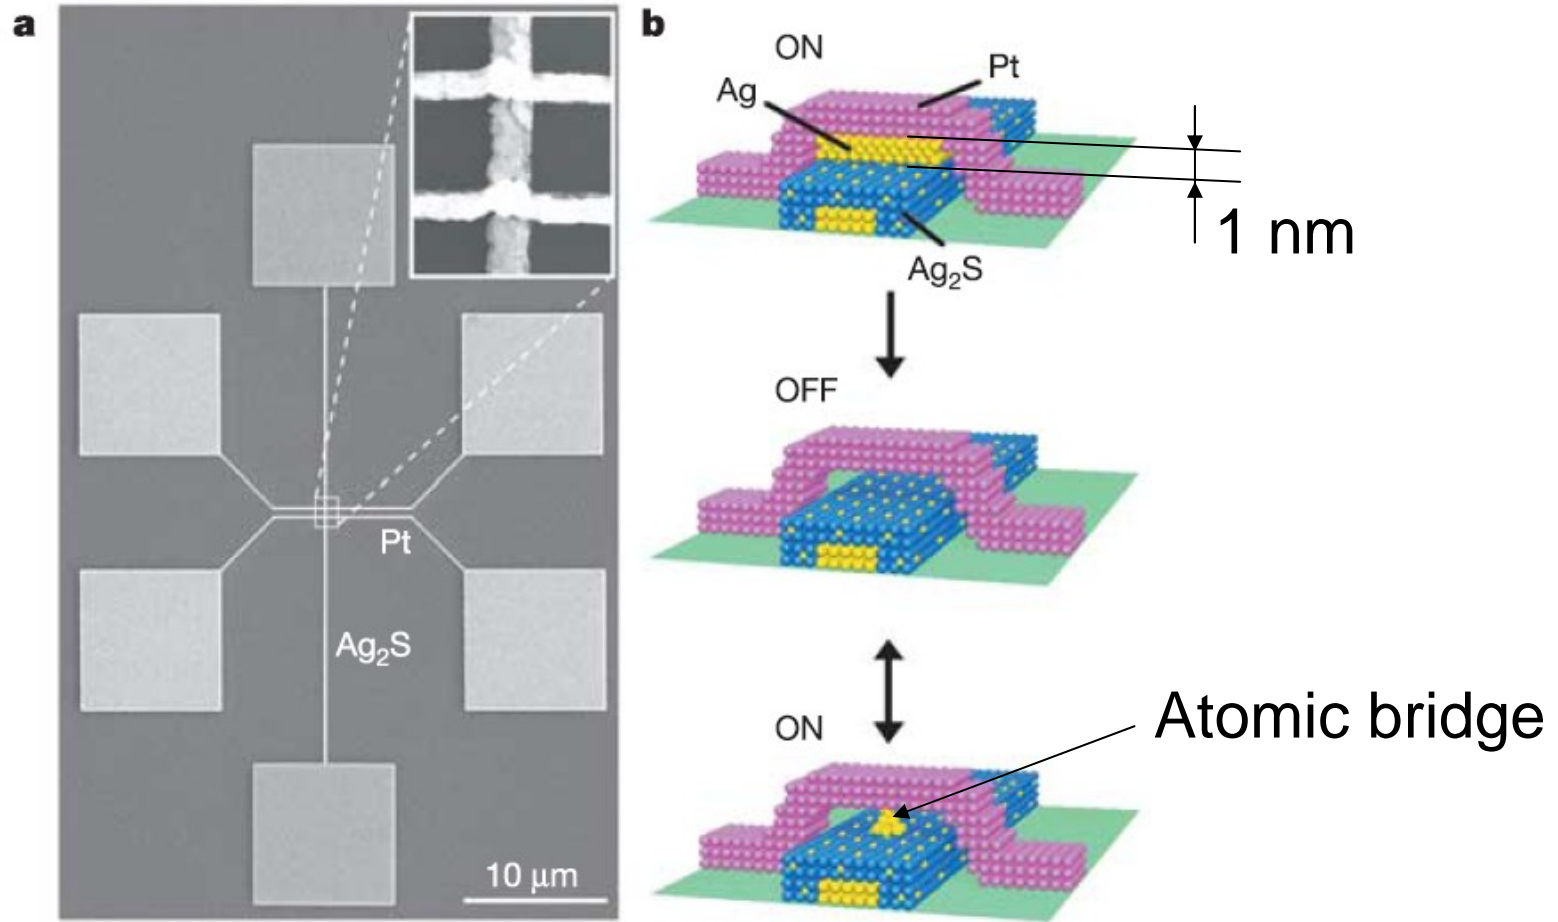 a
Pt
Ag₂S
10 μm
b
ON
Pt
Ag
1 nm
Ag₂S
OFF
ON
Atomic bridge